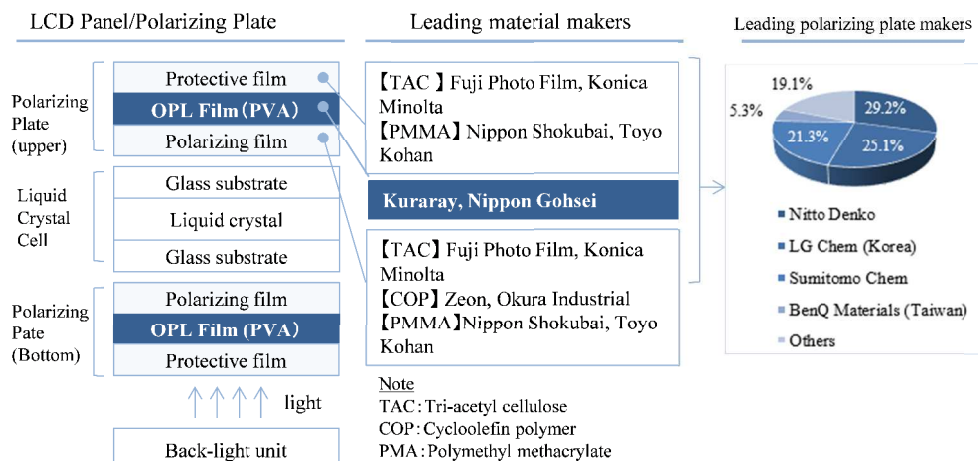 LCD Panel/Polarizing Plate
Protective film
OPL Film (PVA)
Polarizing film
Polarizing
Plate
(upper)
Glass substrate
Liquid crystal
Glass substrate
Liquid
Crystal
Cell
Polarizing film
OPL Film (PVA)
Protective film
Polarizing
Pate
(Bottom)
light
Back-light unit
Leading material makers
【TAC】Fuji Photo Film, Konica
Minolta
【PMMA】Nippon Shokubai, Toyo
Kohan
Kuraray, Nippon Gohsei
【TAC】Fuji Photo Film, Konica
Minolta
【COP】Zeon, Okura Industrial
【PMMA】Nippon Shokubai, Toyo
Kohan
Note
TAC：Tri-acetyl cellulose
COP：Cycloolefin polymer
PMA：Polymethyl methacrylate
Leading polarizing plate makers
19.1%
29.2%
5.3%
21.3%
25.1%
Nitto Denko
LG Chem (Korea)
Sumitomo Chem
BenQ Materials (Taiwan)
Others